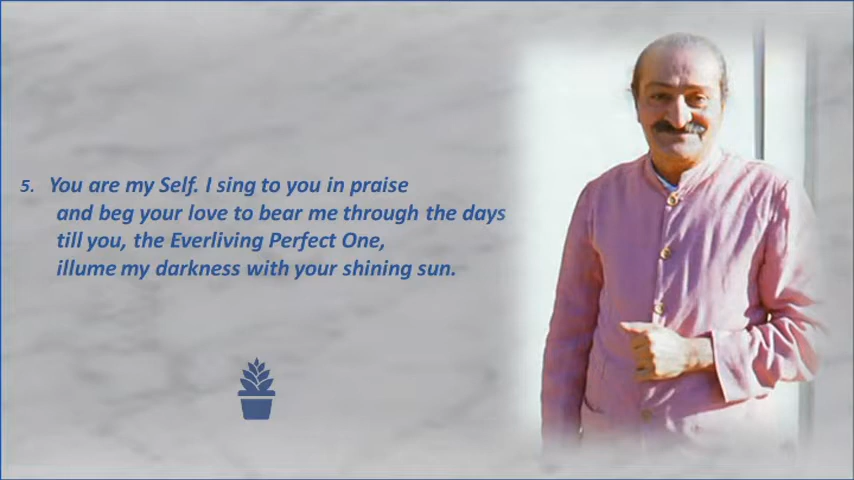 5. You are my Self. I sing to you in praise
and beg your love to bear me through the days
till you, the Everliving Perfect One,
illume my darkness with your shining sun.